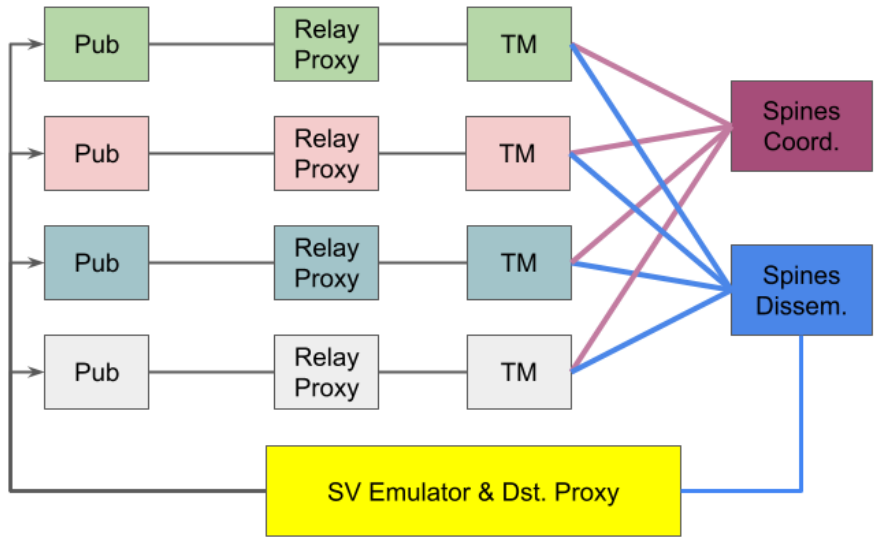 Pub
Relay
Proxy
TM
Spines
Coord.
Pub
Relay
Proxy
TM
Pub
Relay
Proxy
TM
Spines
Dissem.
Pub
Relay
Proxy
TM
SV Emulator & Dst. Proxy